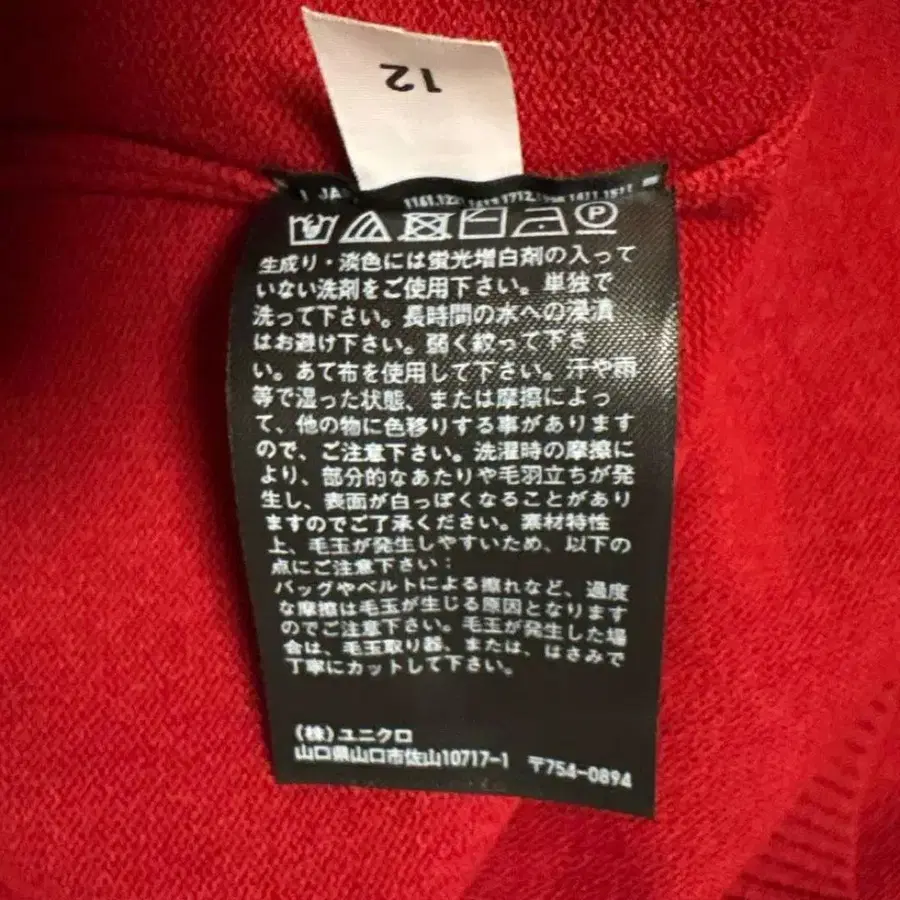 12
JA
生成り・淡色には蛍光増白剤の入って
いない洗剤をご使用下さい。単独で
洗って下さい。長時間の水への浸漬
はお避け下さい。弱く絞って下さ
い。あて布を使用して下さい。汗や雨
等で湿った状態、または摩擦によっ
て、他の物に色移りする事があります
ので、ご注意下さい。洗濯時の摩擦に
より、部分的なあたりや毛羽立ちが発
生し、表面が白っぽくなることがあり
ますのでご了承ください。素材特性
上、毛玉が発生しやすいため、以下の
点にご注意下さい：
バッグやベルトによる擦れなど、過度
な摩擦は毛玉が生じる原因となります
のでご注意下さい。毛玉が発生した場
合は、毛玉取り器、または、はさみで
丁寧にカットして下さい。
(株)ユニクロ
山口県山口市佐山10717-1 〒754-0894